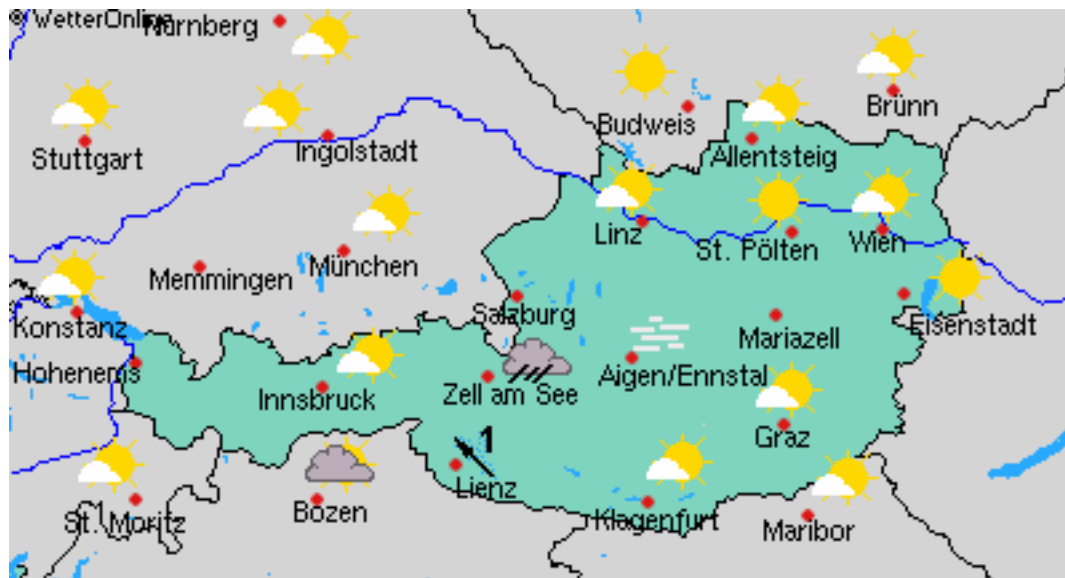 © WetterOnline
Nürnberg
Stuttgart
Ingolstadt
Budweis
Brünn
Allentsteig
Linz
St. Pölten
Wien
Memmingen
München
Salzburg
Konstanz
Mariazell
Eisenstadt
Hohenems
Innsbruck
Zell am See
Aigen/Ennstal
Graz
1
Lienz
St. Moritz
Bozen
Klagenfurt
Maribor